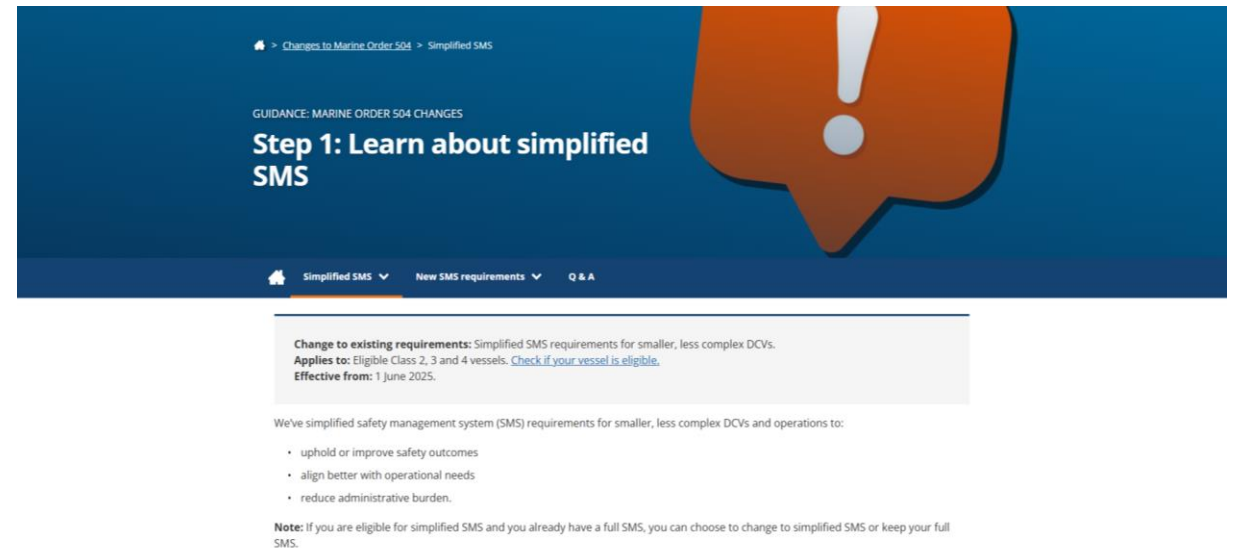 > Changes to Marine Order 504 > Simplified SMS
GUIDANCE: MARINE ORDER 504 CHANGES
Step 1: Learn about simplified
SMS
Simplified SMS
New SMS requirements
Q & A
Change to existing requirements: Simplified SMS requirements for smaller, less complex DCVs.
Applies to: Eligible Class 2, 3 and 4 vessels. Check if your vessel is eligible.
Effective from: 1 June 2025.
We've simplified safety management system (SMS) requirements for smaller, less complex DCVs and operations to:
• uphold or improve safety outcomes
• align better with operational needs
• reduce administrative burden.
Note: If you are eligible for simplified SMS and you already have a full SMS, you can choose to change to simplified SMS or keep your full
SMS.